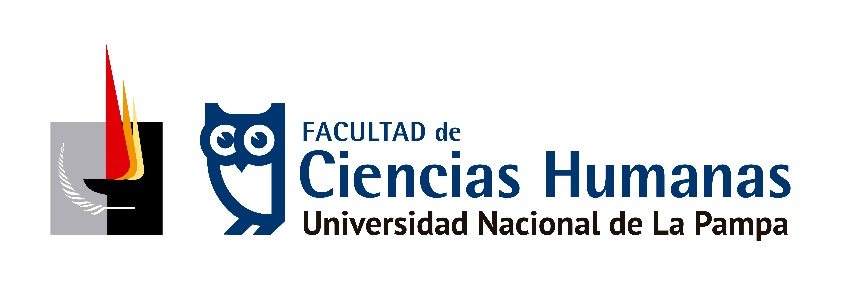 FACULTAD de
Ciencias Humanas
Universidad Nacional de La Pampa